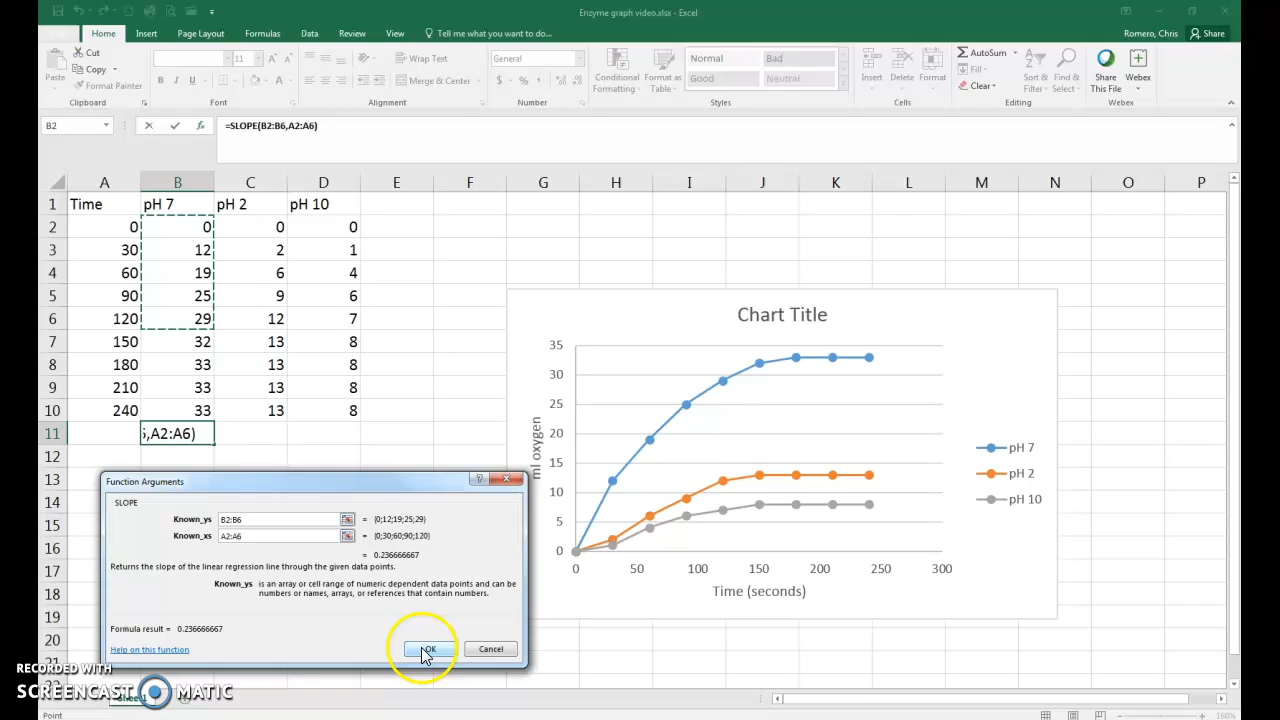 Enzyme graph video.xlsx - Excel
Home Insert Page Layout Formulas Data Review View Tell me what you want to do... Romero, Chris Share
Cut
Copy
Format Painter
Paste
Clipboard
11
B I U
Font
Wrap Text
Merge & Center
Alignment
General
$ % ,
Number
Conditional Formatting
Format as Table
Normal Bad
Good Neutral
Styles
Insert Delete Format
Cells
AutoSum
Fill
Clear
Sort & Filter
Find & Select
Editing
Share This File
Webex
Webex
B2 fx =SLOPE(B2:B6,A2:A6)
A B C D E F G H I J K L M N O P
1 Time pH 7 pH 2 pH 10
2 0 0 0 0
3 30 12 2 1
4 60 19 6 4
5 90 25 9 6
6 120 29 12 7
7 150 32 13 8
8 180 33 13 8
9 210 33 13 8
10 240 33 13 8
11 ,A2:A6)
12
13
14
15
16
17
18
19
20
Chart Title
35
30
25
20
15
10
5
0
ml oxygen
0 50 100 150 200 250 300
Time (seconds)
pH 7
pH 2
pH 10
Function Arguments
SLOPE
Known_ys B2:B6 = {0;12;19;25;29}
Known_xs A2:A6 = {0;30;60;90;120}
= 0.236666667
Returns the slope of the linear regression line through the given data points.
Known_ys is an array or cell range of numeric dependent data points and can be
numbers or names, arrays, or references that contain numbers.
Formula result = 0.236666667
Help on this function
OK Cancel
RECORDED WITH
SCREENCAST MATIC
Point 160%